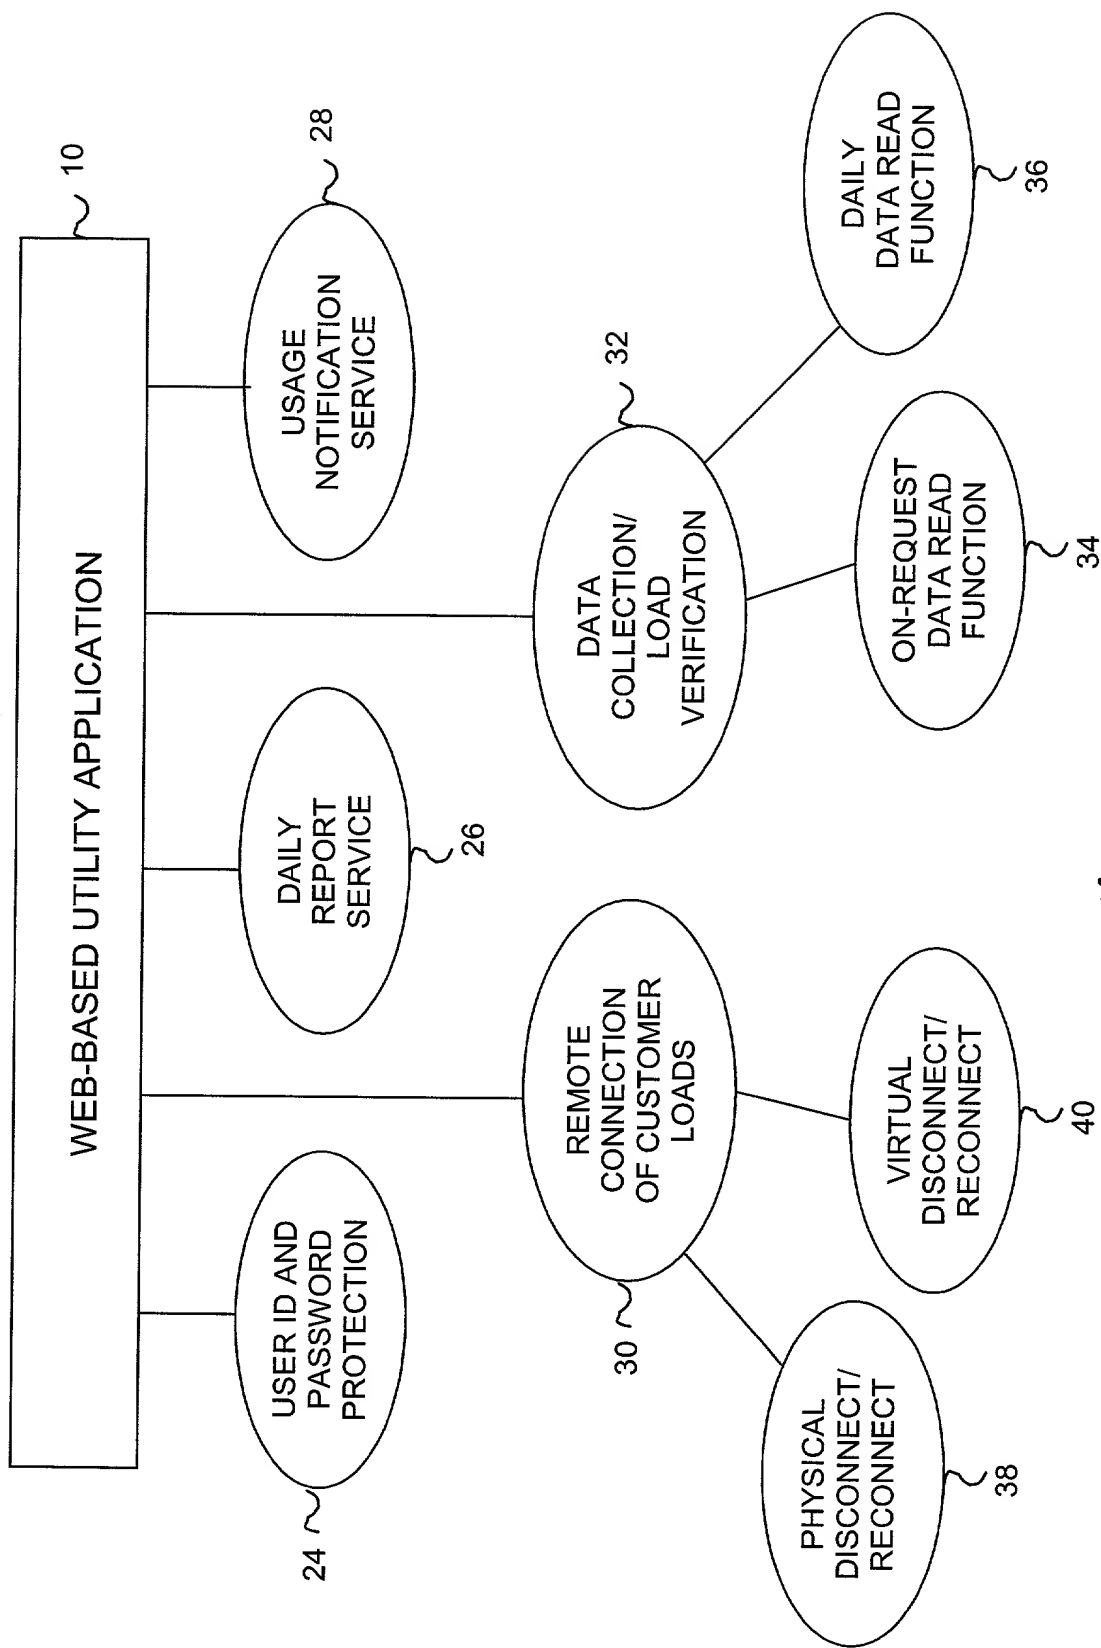 WEB-BASED UTILITY APPLICATION
10
USER ID AND
PASSWORD
PROTECTION
24
DAILY
REPORT
SERVICE
26
USAGE
NOTIFICATION
SERVICE
28
REMOTE
CONNECTION
OF CUSTOMER
LOADS
30
DATA
COLLECTION/
LOAD
VERIFICATION
32
PHYSICAL
DISCONNECT/
RECONNECT
38
VIRTUAL
DISCONNECT/
RECONNECT
40
ON-REQUEST
DATA READ
FUNCTION
34
DAILY
DATA READ
FUNCTION
36